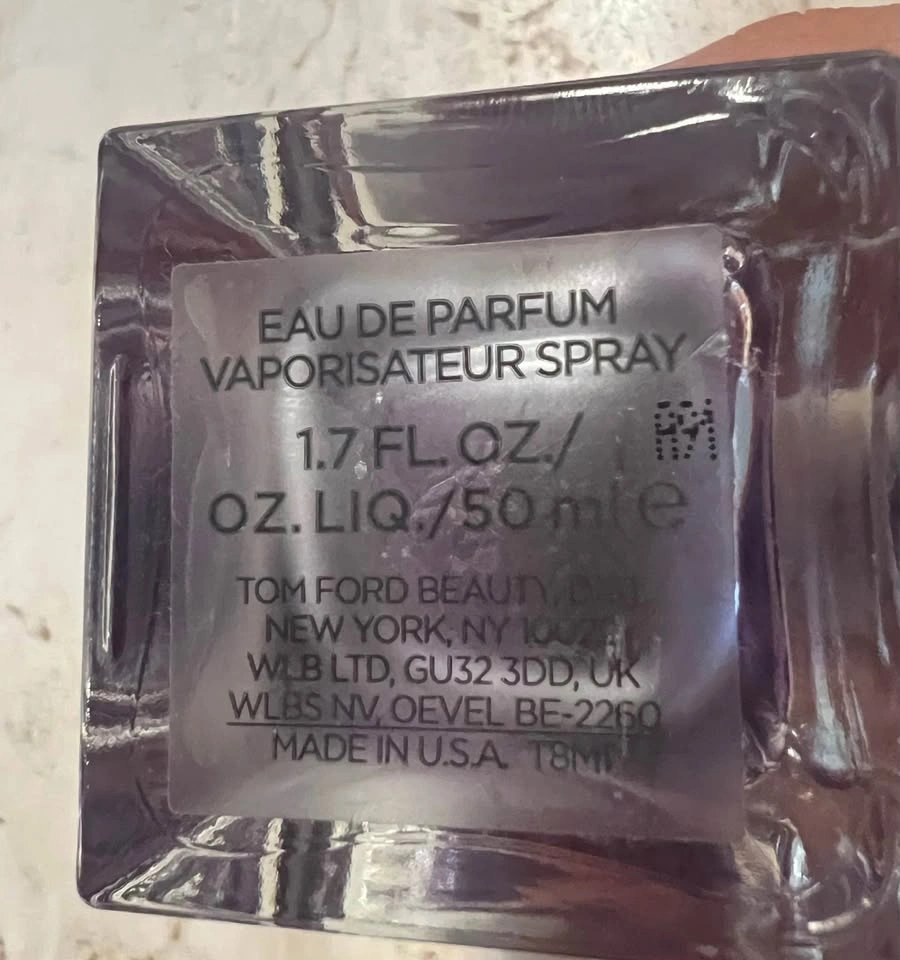 EAU DE PARFUM
VAPORISATEUR SPRAY
1.7 FL. OZ./
OZ. LIQ./50 ml e
TOM FORD BEAUTY,
NEW YORK, NY
WLB LTD, GU32 3DD, UK
WLBS NV, OEVEL BE-2260
MADE IN U.S.A.